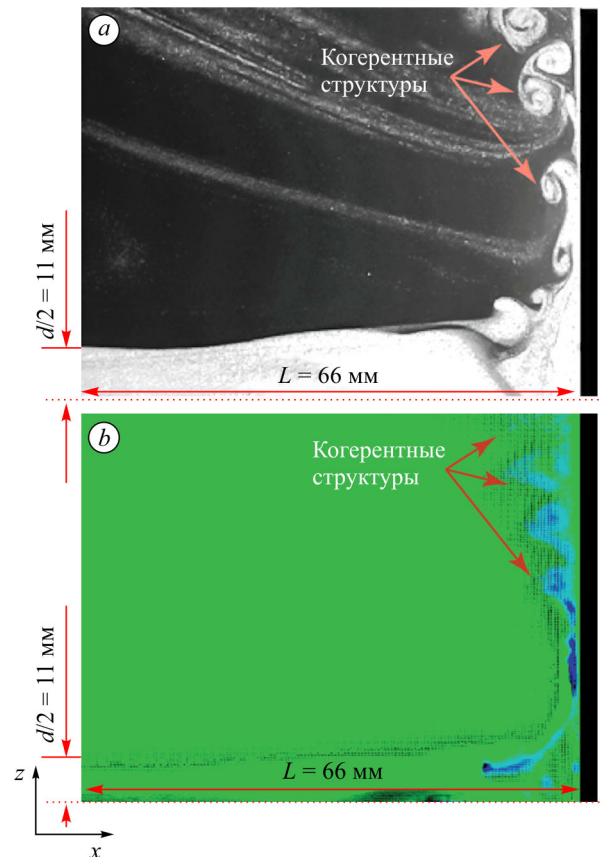 a
Когерентные
структуры
d/2 = 11 мм
L = 66 мм
b
Когерентные
структуры
d/2 = 11 мм
L = 66 мм
z
x